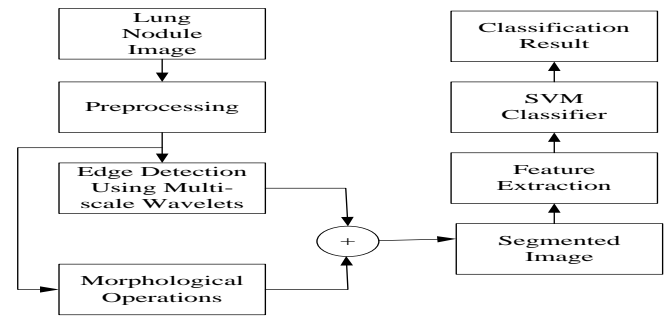 Lung
Nodule
Image
Preprocessing
Edge Detection
Using Multi-
scale Wavelets
Morphological
Operations
+
Segmented
Image
Feature
Extraction
SVM
Classifier
Classification
Result